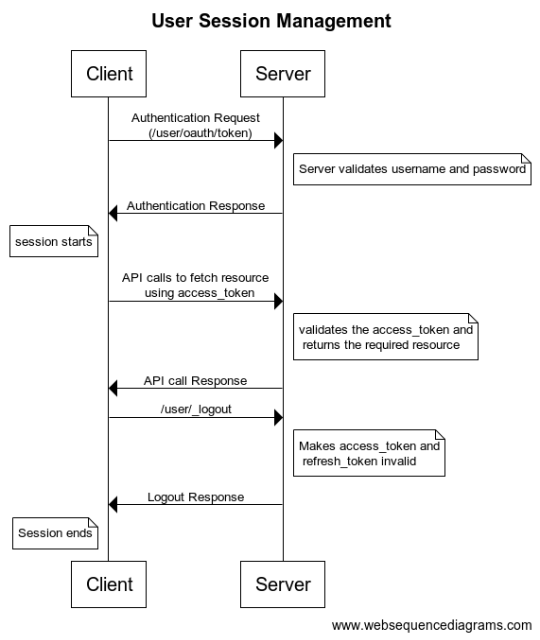 User Session Management
Client
Server
Authentication Request
(/user/oauth/token)
Server validates username and password
Authentication Response
session starts
API calls to fetch resource
using access_token
validates the access_token and
returns the required resource
API call Response
/user/_logout
Makes access_token and
refresh_token invalid
Logout Response
Session ends
Client
Server
www.websequencediagrams.com